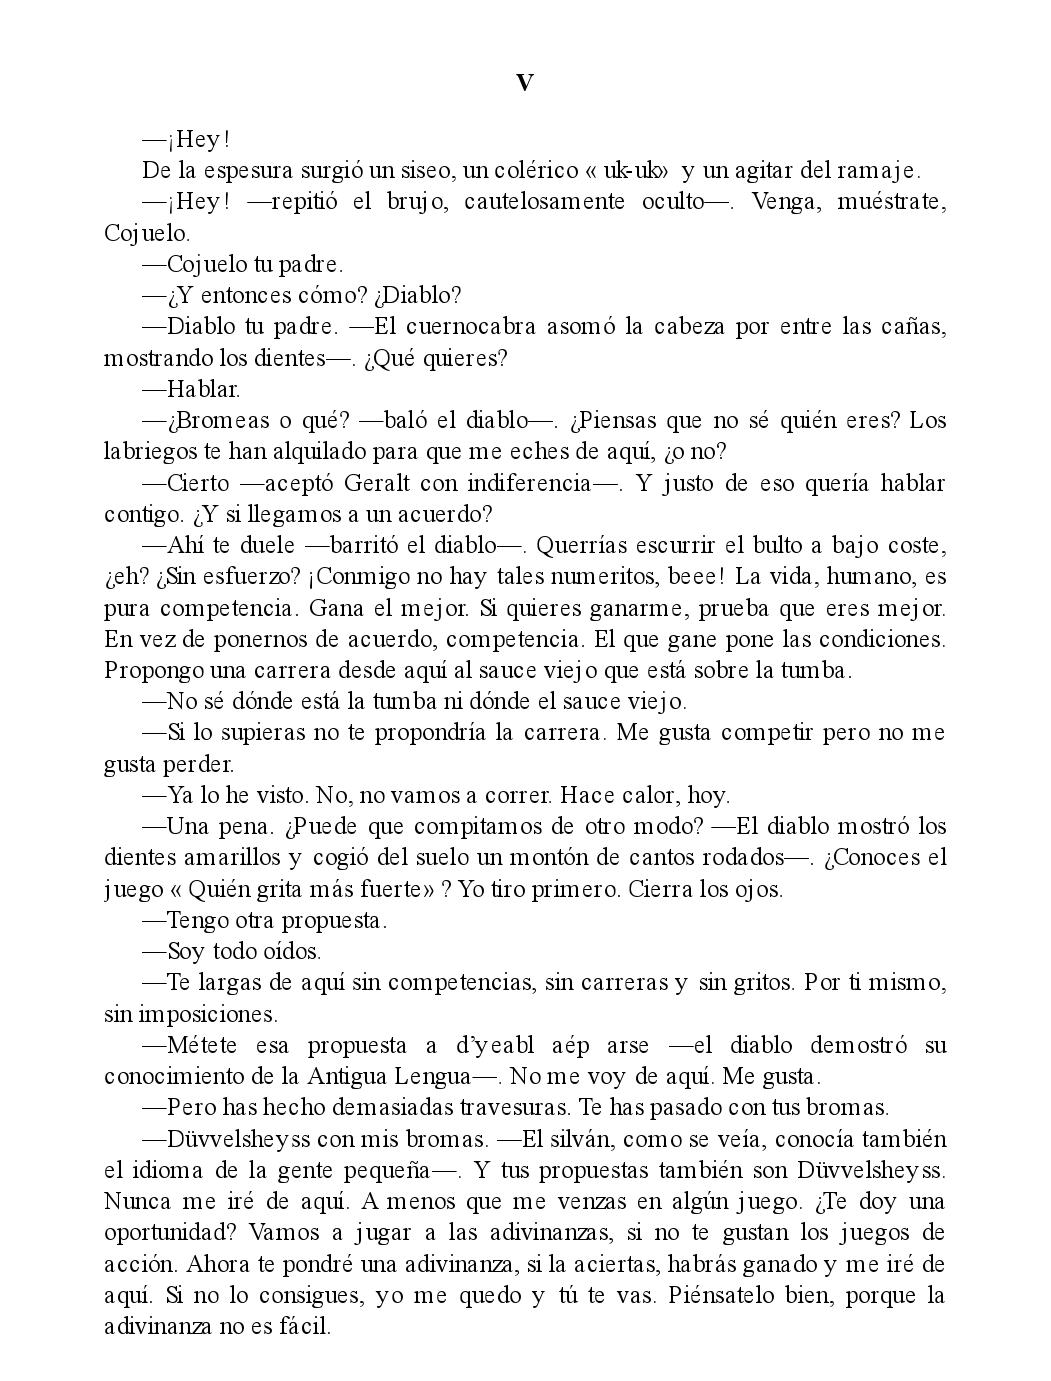 V
—¡Hey!
De la espesura surgió un siseo, un colérico « uk-uk» y un agitar del ramaje.
—¡Hey! —repitió el brujo, cautelosamente oculto—. Venga, muéstrate,
Cojuelo.
—Cojuelo tu padre.
—¿Y entonces cómo? ¿Diablo?
—Diablo tu padre. —El cuernocabra asomó la cabeza por entre las cañas,
mostrando los dientes—. ¿Qué quieres?
—Hablar.
—¿Bromeas o qué? —baló el diablo—. ¿Piensas que no sé quién eres? Los
labriegos te han alquilado para que me eches de aquí, ¿o no?
—Cierto —aceptó Geralt con indiferencia—. Y justo de eso quería hablar
contigo. ¿Y si llegamos a un acuerdo?
—Ahí te duele —barritó el diablo—. Querrías escurrir el bulto a bajo coste,
¿eh? ¿Sin esfuerzo? ¡Conmigo no hay tales numeritos, beee! La vida, humano, es
pura competencia. Gana el mejor. Si quieres ganarme, prueba que eres mejor.
En vez de ponernos de acuerdo, competencia. El que gane pone las condiciones.
Propongo una carrera desde aquí al sauce viejo que está sobre la tumba.
—No sé dónde está la tumba ni dónde el sauce viejo.
—Si lo supieras no te propondría la carrera. Me gusta competir pero no me
gusta perder.
—Ya lo he visto. No, no vamos a correr. Hace calor, hoy.
—Una pena. ¿Puede que compitamos de otro modo? —El diablo mostró los
dientes amarillos y cogió del suelo un montón de cantos rodados—. ¿Conoces el
juego « Quién grita más fuerte» ? Yo tiro primero. Cierra los ojos.
—Tengo otra propuesta.
—Soy todo oídos.
—Te largas de aquí sin competencias, sin carreras y sin gritos. Por ti mismo,
sin imposiciones.
—Métete esa propuesta a d’yeabl aép arse —el diablo demostró su
conocimiento de la Antigua Lengua—. No me voy de aquí. Me gusta.
—Pero has hecho demasiadas travesuras. Te has pasado con tus bromas.
—Düvvelsheyss con mis bromas. —El silván, como se veía, conocía también
el idioma de la gente pequeña—. Y tus propuestas también son Düvvelsheyss.
Nunca me iré de aquí. A menos que me venzas en algún juego. ¿Te doy una
oportunidad? Vamos a jugar a las adivinanzas, si no te gustan los juegos de
acción. Ahora te pondré una adivinanza, si la aciertas, habrás ganado y me iré de
aquí. Si no lo consigues, yo me quedo y tú te vas. Piénsatelo bien, porque la
adivinanza no es fácil.